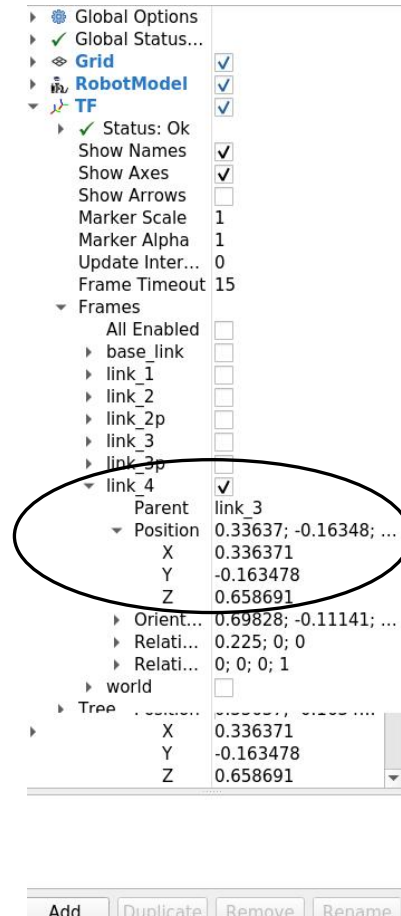 Global Options
Global Status...
Grid
RobotModel
TF
Status: Ok
Show Names
Show Axes
Show Arrows
Marker Scale 1
Marker Alpha 1
Update Inter... 0
Frame Timeout 15
Frames
All Enabled
base_link
link_1
link_2
link_2p
link_3
link_3p
link_4
Parent link_3
Position 0.33637; -0.16348; ...
X 0.336371
Y -0.163478
Z 0.658691
Orient... 0.69828; -0.11141; ...
Relati... 0.225; 0; 0
Relati... 0; 0; 0; 1
world
Tree
X 0.336371
Y -0.163478
Z 0.658691
Add Duplicate Remove Rename